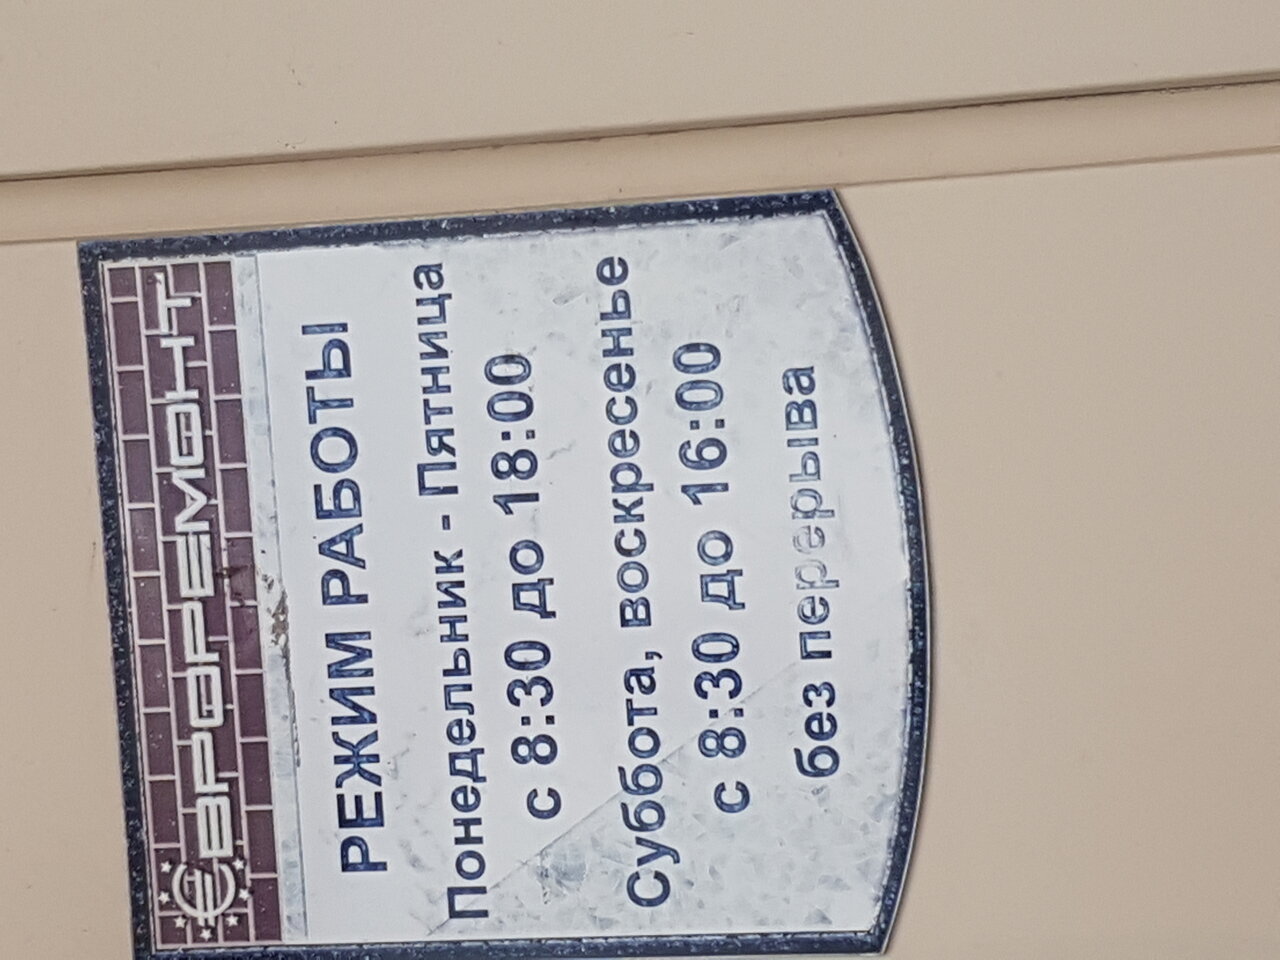 ЕВРОРЕМОНТ
РЕЖИМ РАБОТЫ
Понедельник - Пятница
с 8:30 до 18:00
Суббота, воскресенье
с 8:30 до 16:00
без перерыва